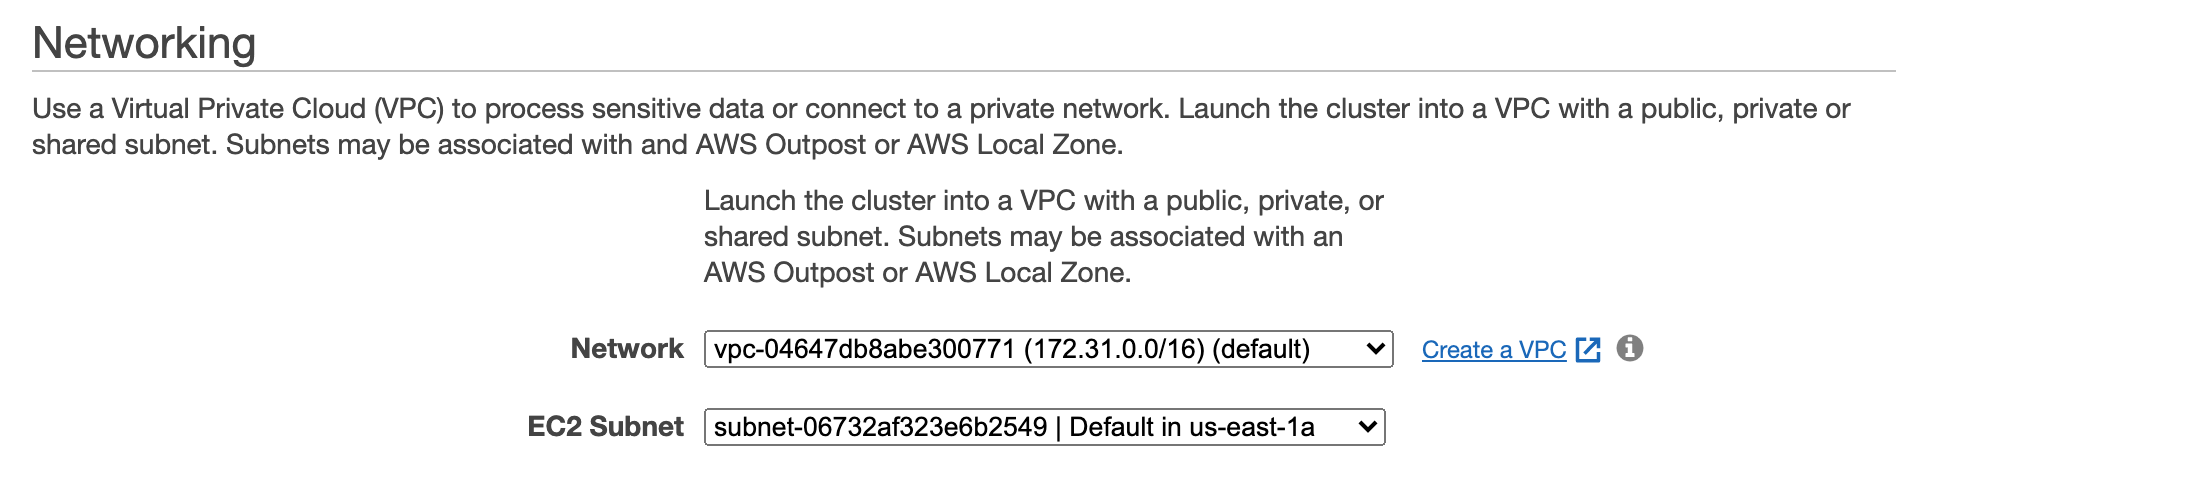 Networking
Use a Virtual Private Cloud (VPC) to process sensitive data or connect to a private network. Launch the cluster into a VPC with a public, private or
shared subnet. Subnets may be associated with and AWS Outpost or AWS Local Zone.
Launch the cluster into a VPC with a public, private, or
shared subnet. Subnets may be associated with an
AWS Outpost or AWS Local Zone.
Network vpc-04647db8abe300771 (172.31.0.0/16) (default) Create a VPC
EC2 Subnet subnet-06732af323e6b2549 | Default in us-east-1a